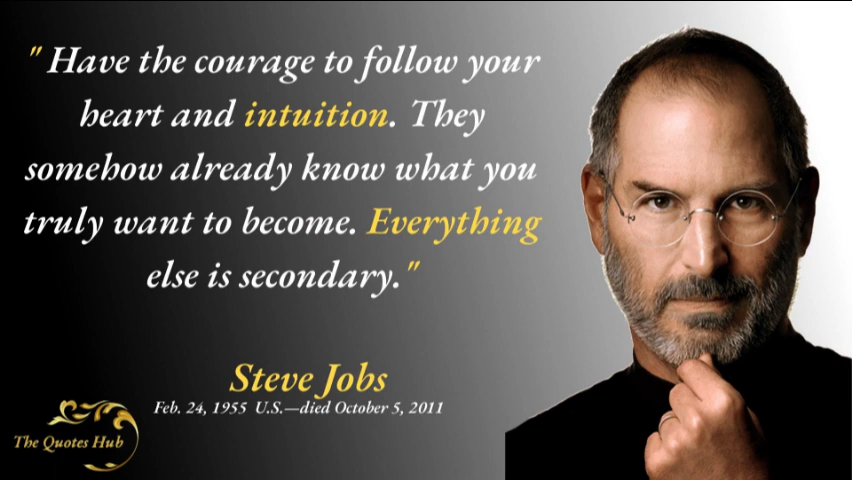 " Have the courage to follow your
heart and intuition. They
somehow already know what you
truly want to become. Everything
else is secondary."
Steve Jobs
Feb. 24, 1955 U.S.—died October 5, 2011
The Quotes Hub